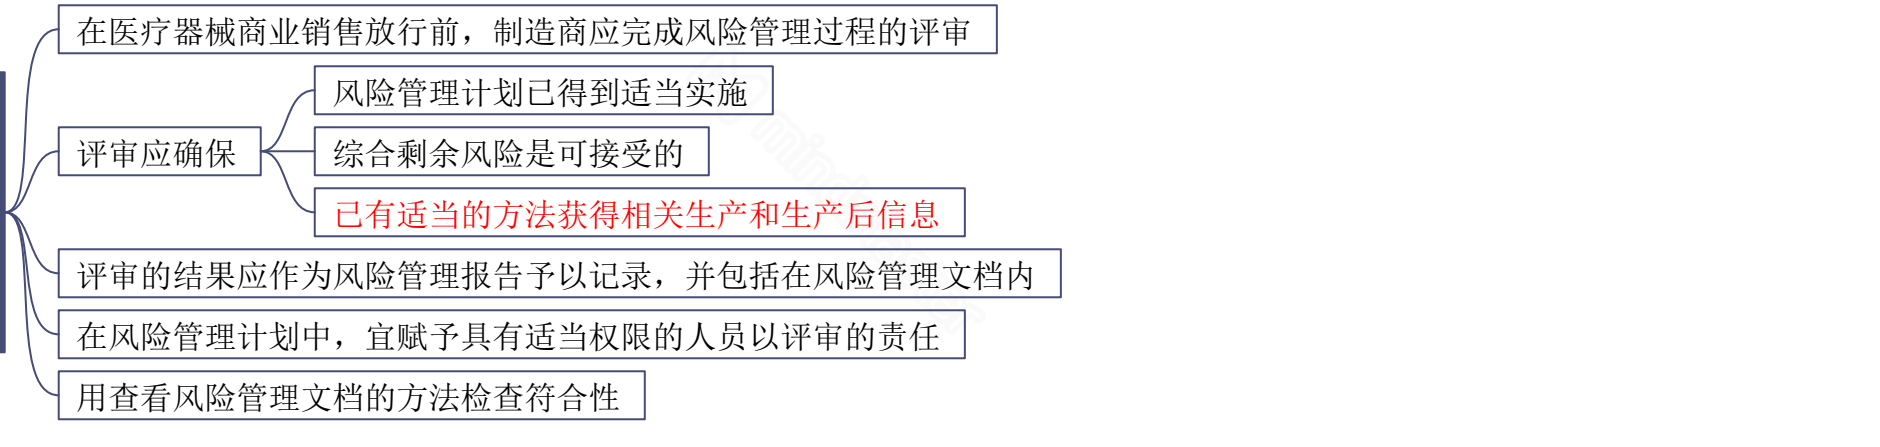 在医疗器械商业销售放行前，制造商应完成风险管理过程的评审
评审应确保
风险管理计划已得到适当实施
综合剩余风险是可接受的
已有适当的方法获得相关生产和生产后信息
评审的结果应作为风险管理报告予以记录，并包括在风险管理文档内
在风险管理计划中，宜赋予具有适当权限的人员以评审的责任
用查看风险管理文档的方法检查符合性